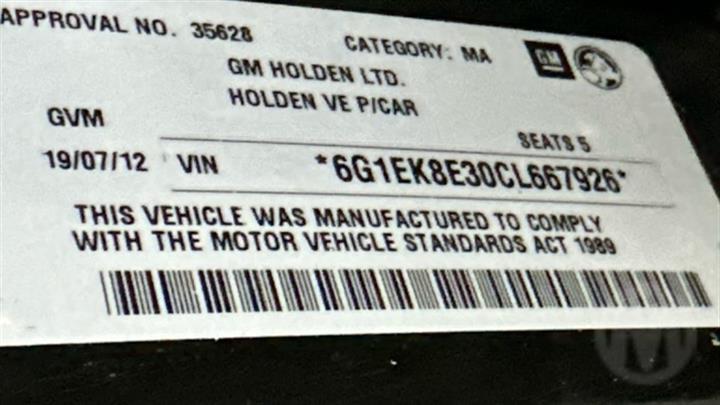 APPROVAL NO. 35628
CATEGORY: MA
GM
GM HOLDEN LTD.
HOLDEN VE P/CAR
GVM
SEATS 5
19/07/12 VIN *6G1EK8E30CL667926*
THIS VEHICLE WAS MANUFACTURED TO COMPLY
WITH THE MOTOR VEHICLE STANDARDS ACT 1989
M